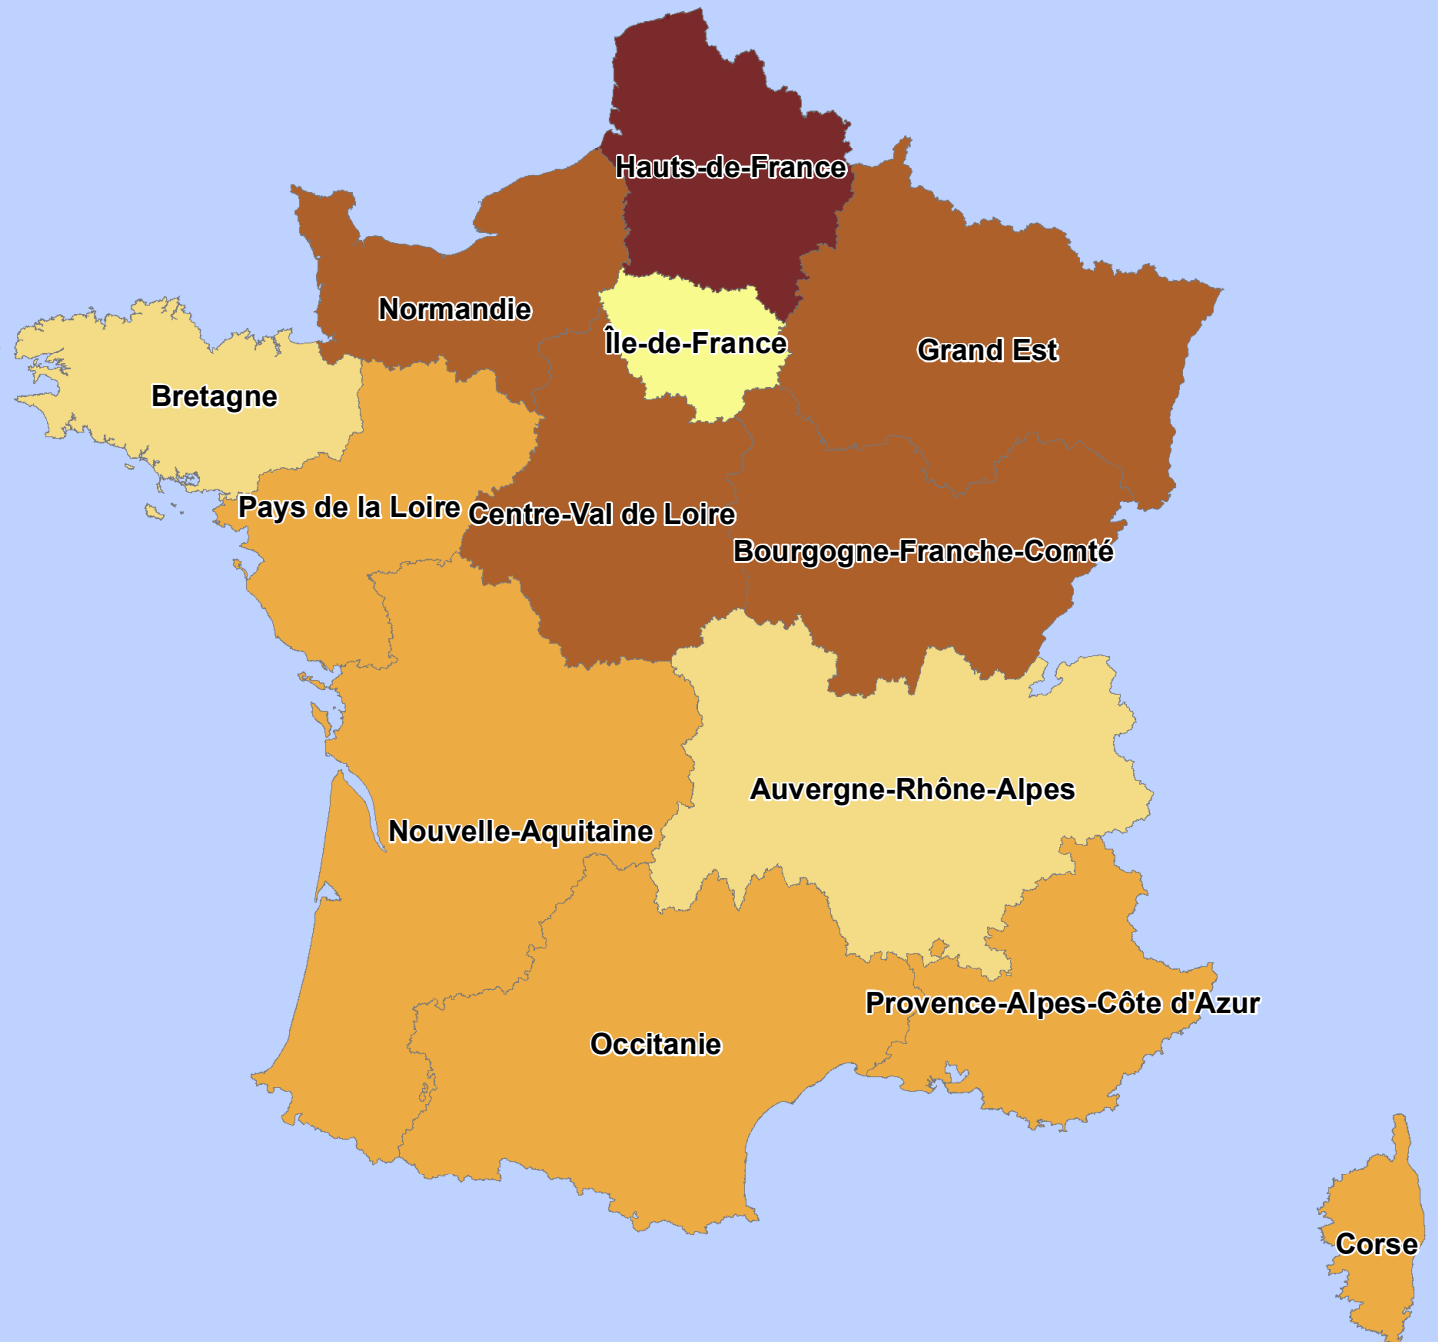 Hauts-de-France
Normandie
Île-de-France
Grand Est
Bretagne
Pays de la Loire
Centre-Val de Loire
Bourgogne-Franche-Comté
Auvergne-Rhône-Alpes
Nouvelle-Aquitaine
Provence-Alpes-Côte d'Azur
Occitanie
Corse